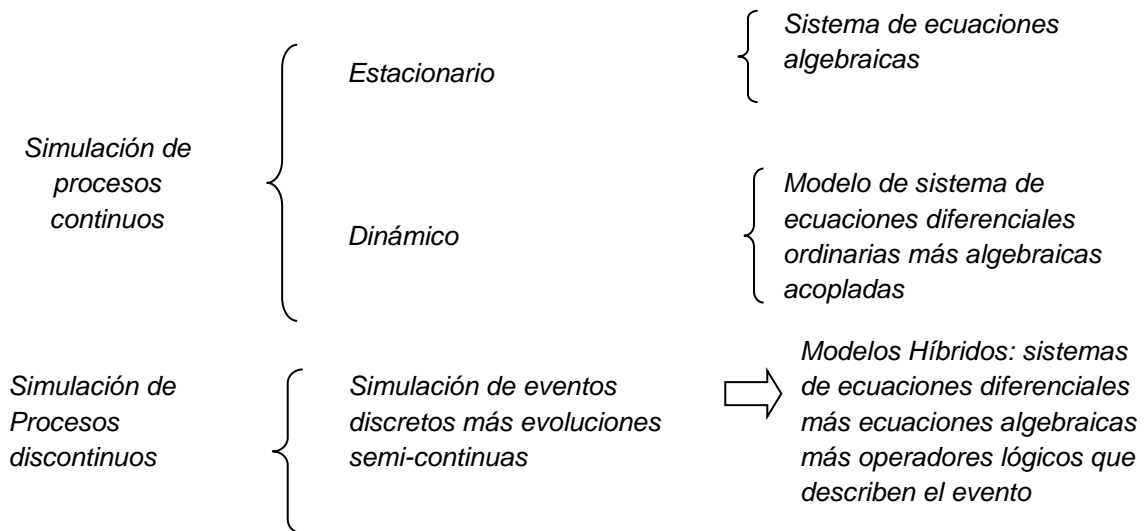 Simulación de
procesos
continuos
Estacionario
Sistema de ecuaciones
algebraicas
Dinámico
Modelo de sistema de
ecuaciones diferenciales
ordinarias más algebraicas
acopladas
Simulación de
Procesos
discontinuos
Simulación de eventos
discretos más evoluciones
semi-continuas
Modelos Híbridos: sistemas
de ecuaciones diferenciales
más ecuaciones algebraicas
más operadores lógicos que
describen el evento